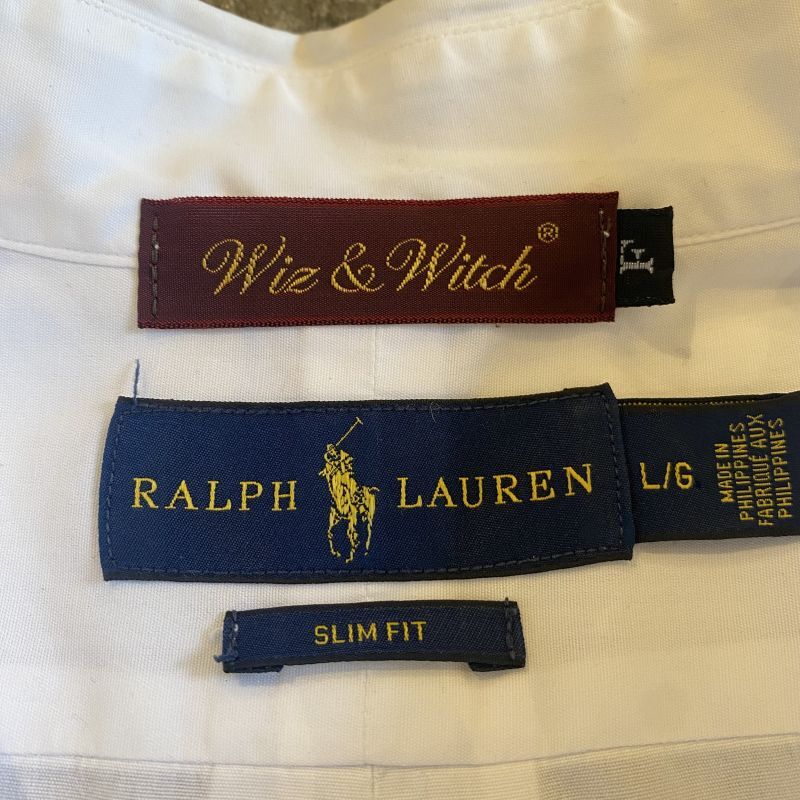 Wiz & Witch®
F
RALPH LAUREN
L/G
MADE IN
PHILIPPINES
FABRIQUÉ AUX
PHILIPPINES
SLIM FIT